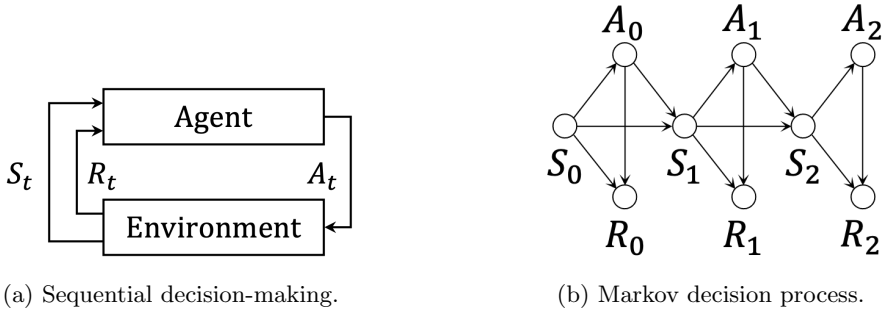 Agent
S_t R_t A_t
Environment
(a) Sequential decision-making.
A_0 A_1 A_2
S_0 S_1 S_2
R_0 R_1 R_2
(b) Markov decision process.